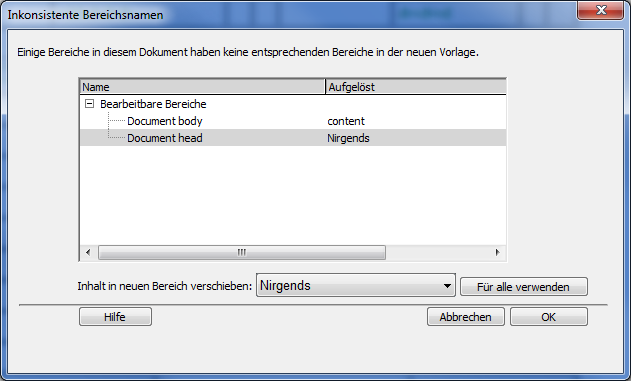 Inkonsistente Bereichsnamen
Einige Bereiche in diesem Dokument haben keine entsprechenden Bereiche in der neuen Vorlage.
Name Aufgelöst
Bearbeitbare Bereiche
Document body content
Document head Nirgends
Inhalt in neuen Bereich verschieben: Nirgends Für alle verwenden
Hilfe Abbrechen OK